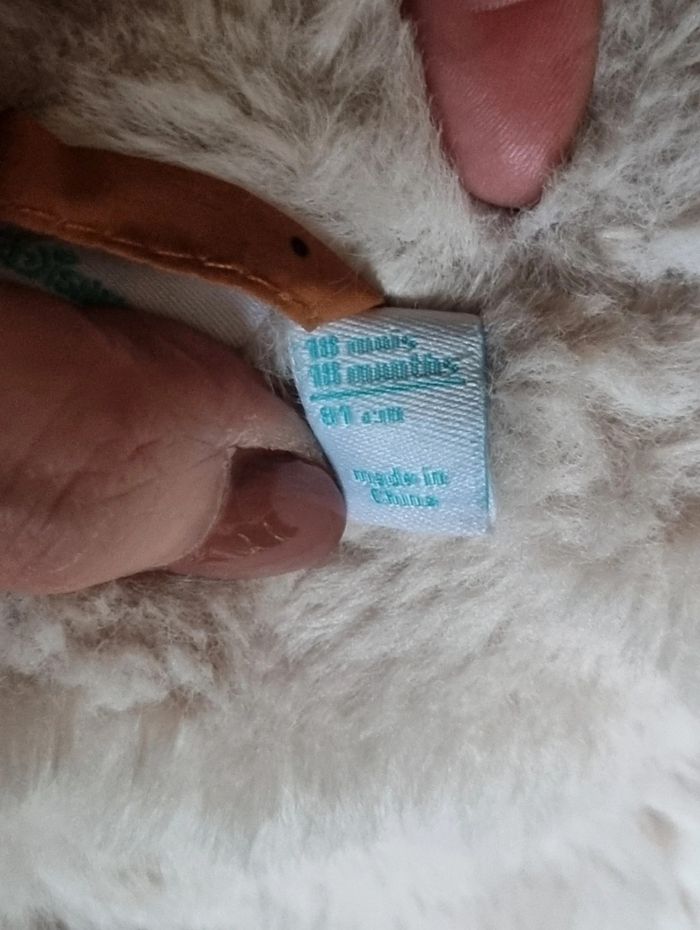 18 mois
18 months
81 cm
made in
China